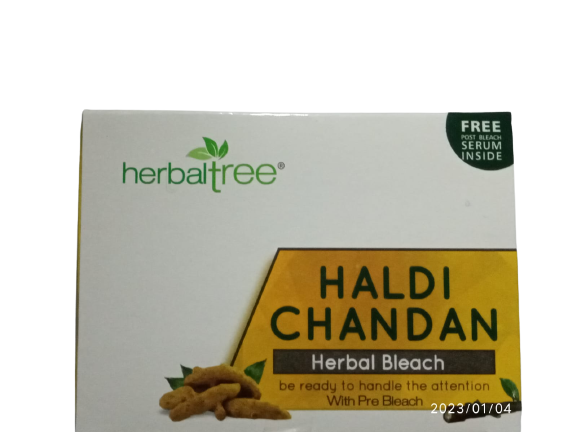 herbaltree®
FREE
POST BLEACH
SERUM
INSIDE
HALDI
CHANDAN
Herbal Bleach
be ready to handle the attention
With Pre Bleach
2023/01/04